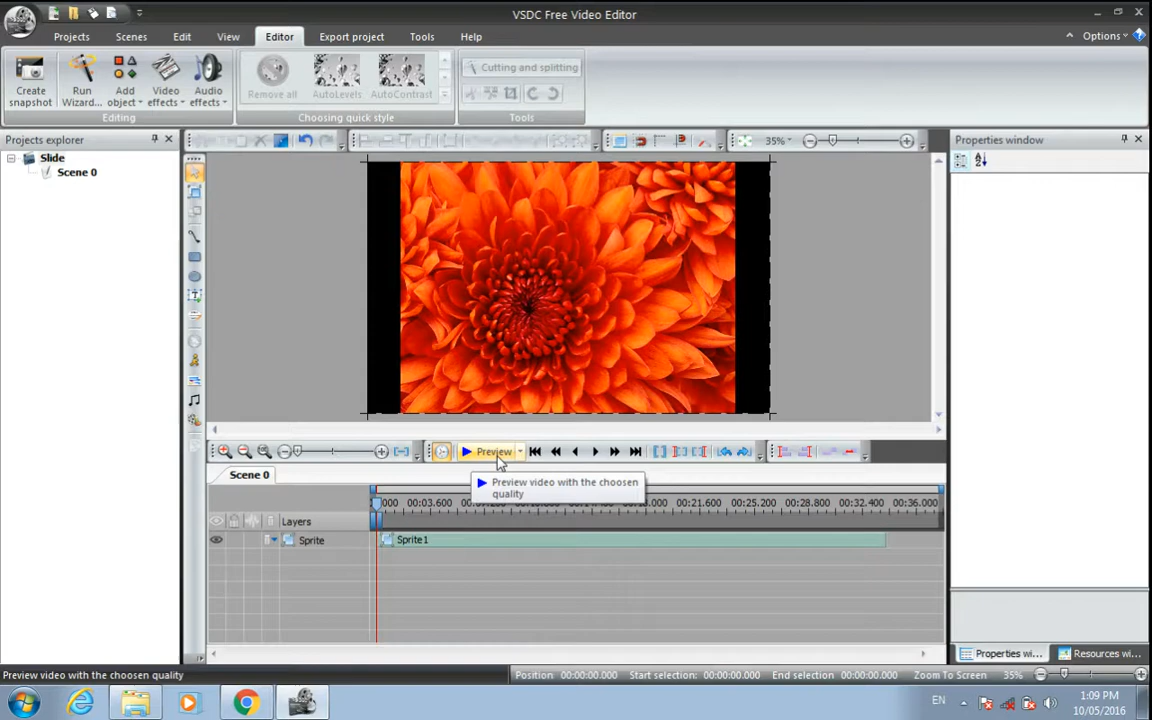 VSDC Free Video Editor
Projects Scenes Edit View Editor Export project Tools Help Options
Create snapshot
Run Wizard...
Add object
Video effects
Audio effects
Remove all
AutoLevels
AutoContrast
Cutting and splitting
Editing
Choosing quick style
Tools
Projects explorer
35%
Properties window
Slide
Scene 0
T
Preview
Preview video with the choosen
quality
Scene 0
000 00:03.600 00:21.600 00:25.200 00:28.800 00:32.400 00:36.000
Layers
Sprite
Sprite1
Properties wi...
Resources wi...
Preview video with the choosen quality
Position 00:00:00.000
Start selection: 00:00:00.000
End selection: 00:00:00.000
Zoom To Screen
35%
EN
1:09 PM
10/05/2016